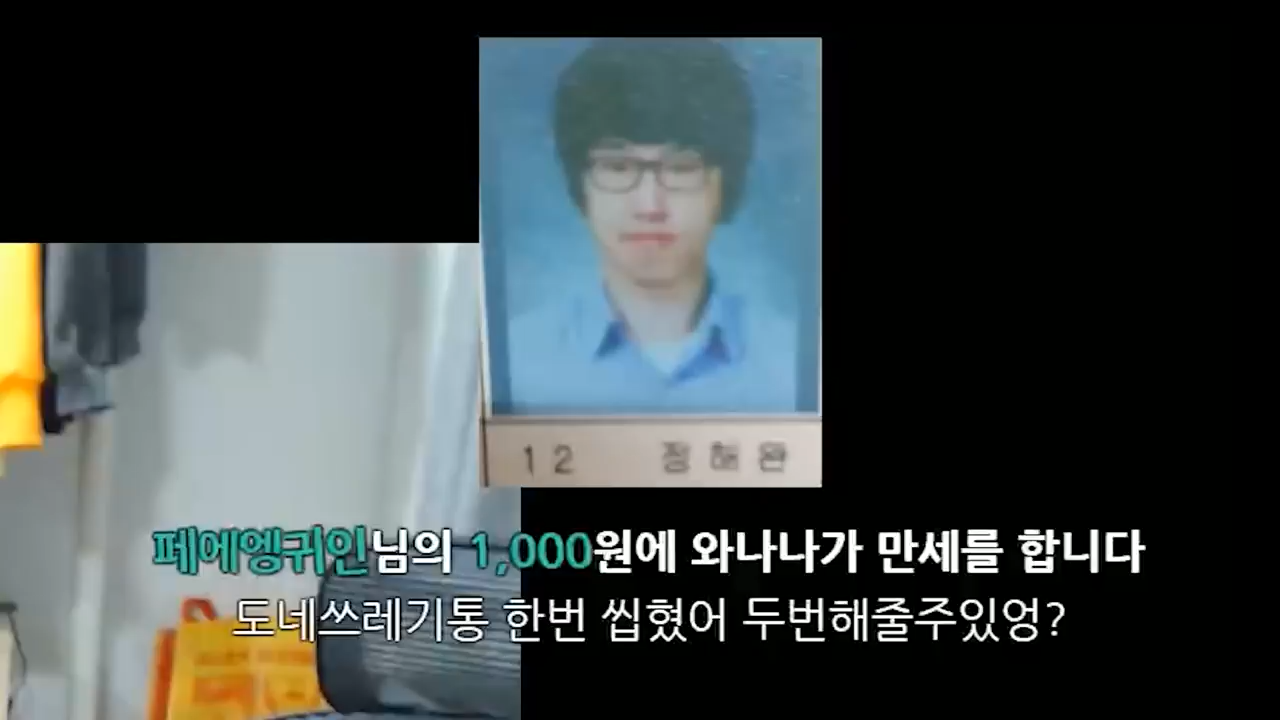 12 정해완
페에엥귀인님의 1,000원에 와나나가 만세를 합니다
도네쓰레기통 한번 씹혔어 두번해줄주있엉?